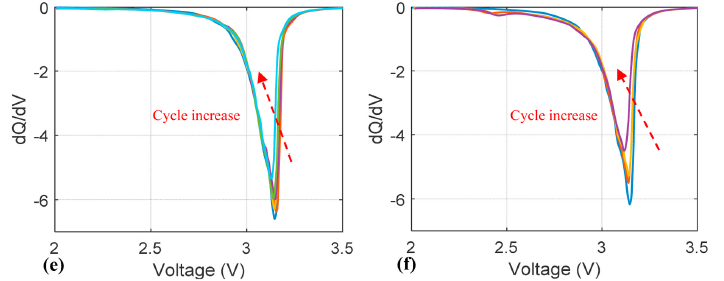 0
-2
-4
-6
dQ/dV
Cycle increase
2
2.5
3
3.5
(e)
Voltage (V)
0
-2
-4
-6
dQ/dV
Cycle increase
2
2.5
3
3.5
(f)
Voltage (V)